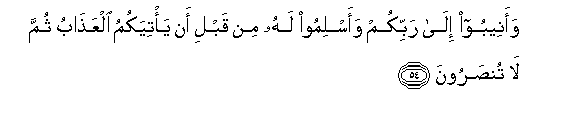 وَأَنِيبُوٓا۟ إِلَىٰ رَبِّكُمْ وَأَسْلِمُوا۟ لَهُۥ مِن قَبْلِ أَن يَأْتِيَكُمُ ٱلْعَذَابُ ثُمَّ
لَا تُنصَرُونَ ۝٥٤